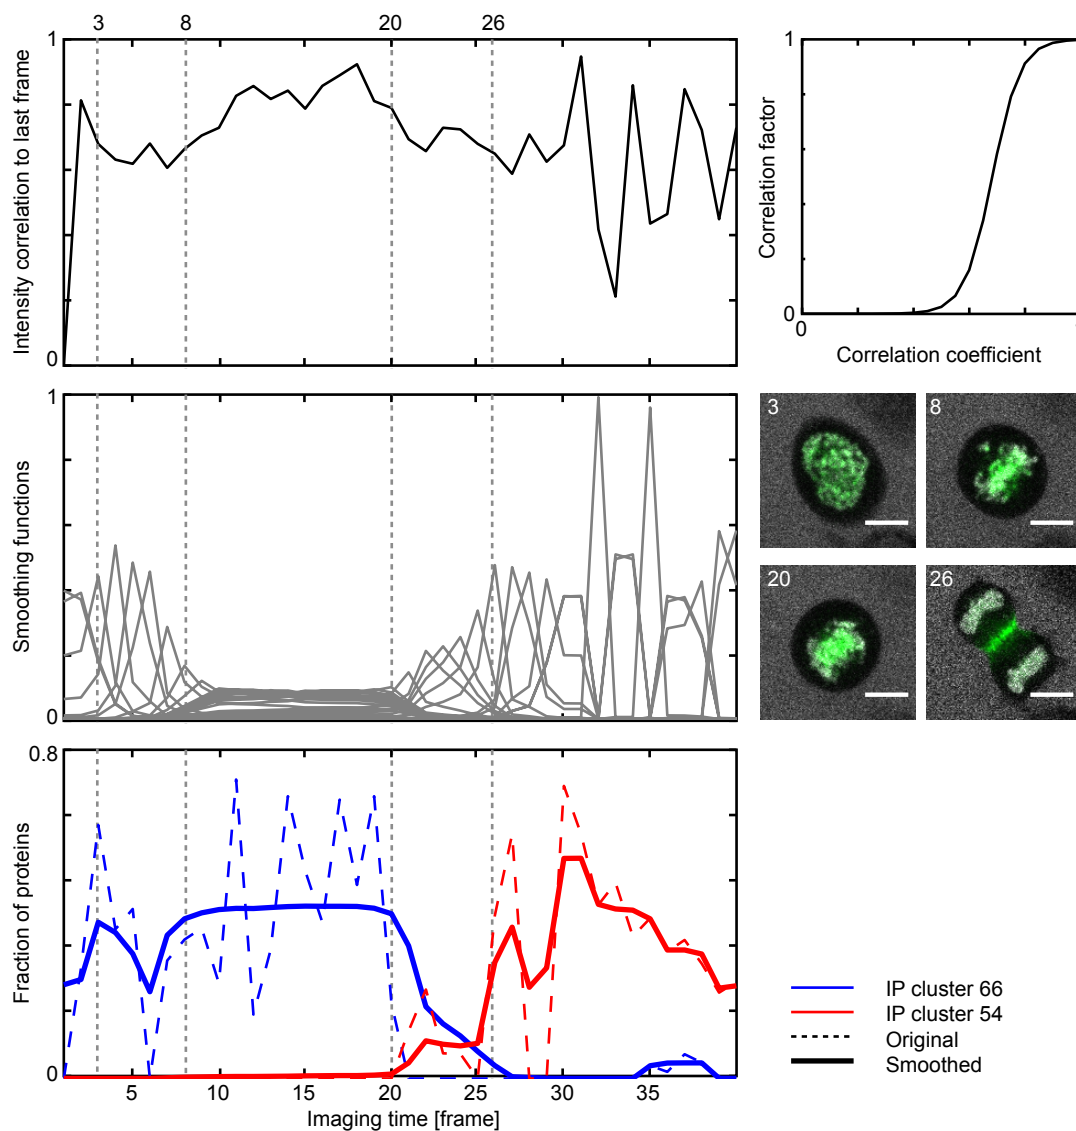 3 8 20 26
1
Intensity correlation to last frame
0
1
Correlation factor
0
0
Correlation coefficient
1
Smoothing functions
0
3
8
20
26
0.8
Fraction of proteins
0
5 10 15 20 25 30 35
Imaging time [frame]
IP cluster 66
IP cluster 54
Original
Smoothed